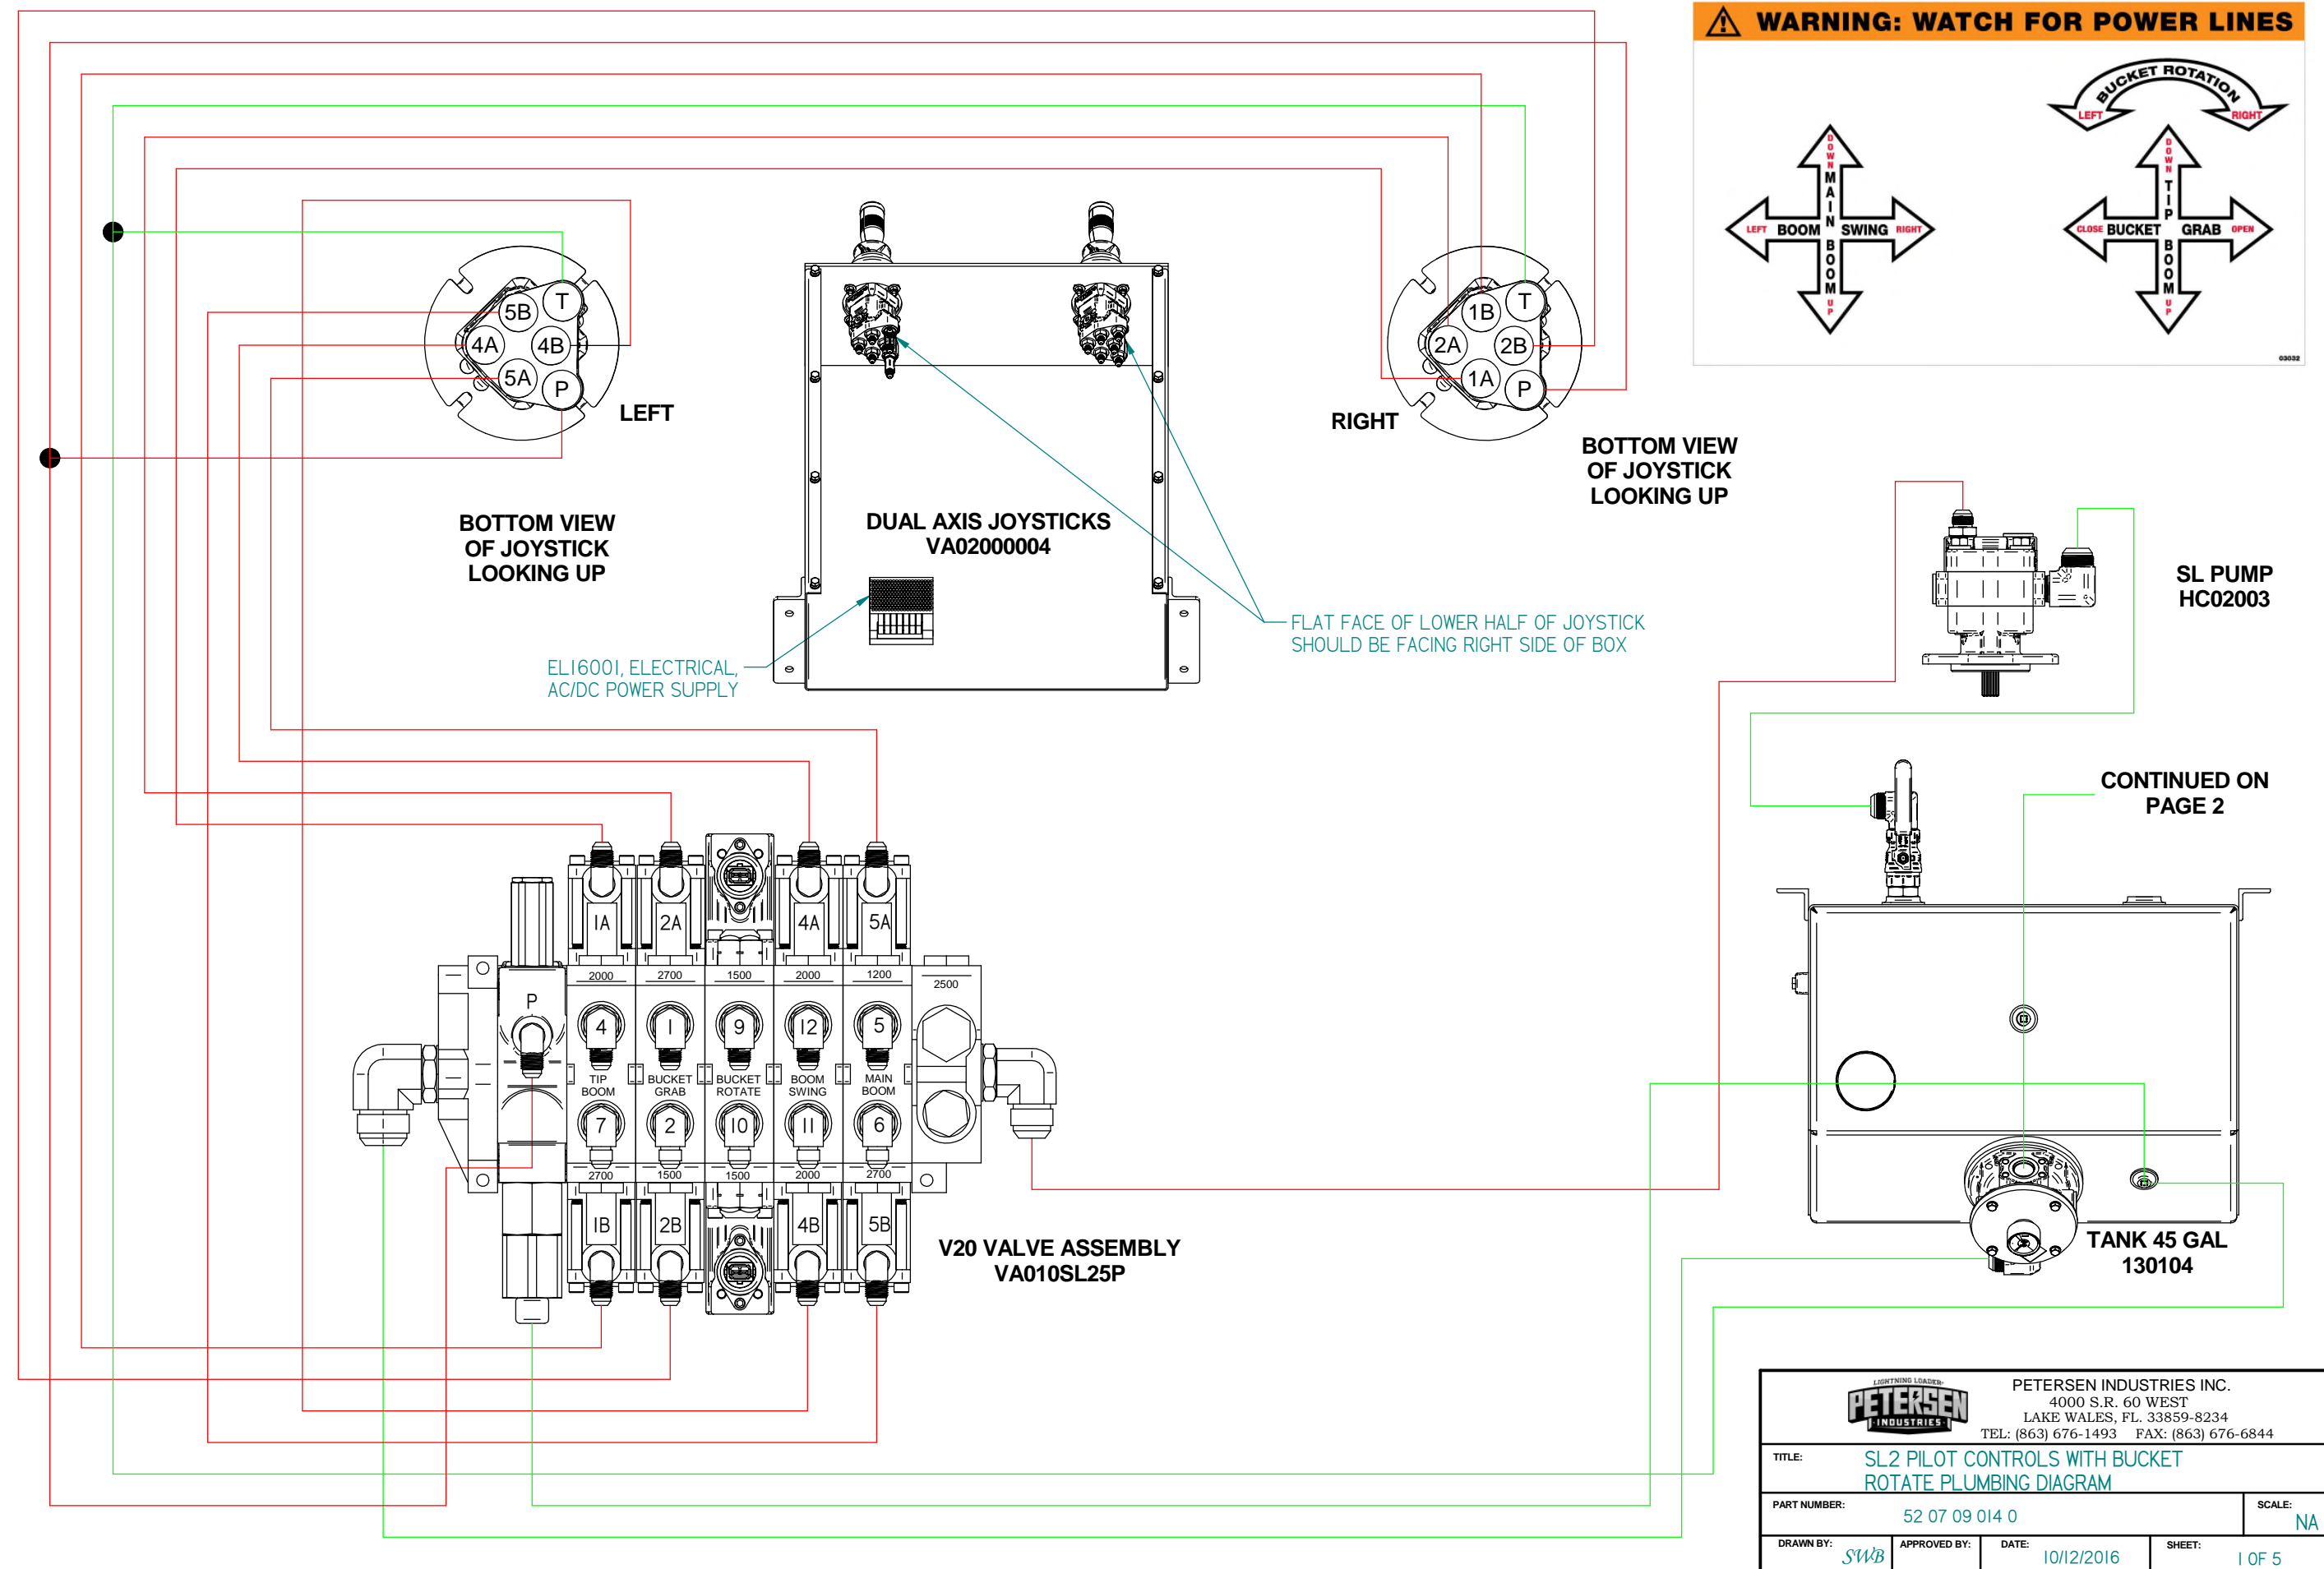 WARNING: WATCH FOR POWER LINES
BUCKET ROTATION
LEFT
RIGHT
DOWN
MAIN BOOM
UP
LEFT BOOM SWING RIGHT
DOWN
TIP BOOM
UP
CLOSE BUCKET GRAB OPEN
03032
5B
T
4A
4B
5A
P
LEFT
BOTTOM VIEW
OF JOYSTICK
LOOKING UP
DUAL AXIS JOYSTICKS
VA02000004
1B
T
2A
2B
1A
P
RIGHT
BOTTOM VIEW
OF JOYSTICK
LOOKING UP
FLAT FACE OF LOWER HALF OF JOYSTICK
SHOULD BE FACING RIGHT SIDE OF BOX
EL16001, ELECTRICAL,
AC/DC POWER SUPPLY
SL PUMP
HC02003
CONTINUED ON
PAGE 2
1A 2A 4A 5A
2000 2700 1500 2000 1200
2500
P
4 1 9 12 5
TIP BUCKET BUCKET BOOM MAIN
BOOM GRAB ROTATE SWING BOOM
7 2 10 11 6
2700 1500 1500 2000 2700
1B 2B 4B 5B
V20 VALVE ASSEMBLY
VA010SL25P
TANK 45 GAL
130104
LIGHTNING LOADER
PETERSEN
INDUSTRIES
PETERSEN INDUSTRIES INC.
4000 S.R. 60 WEST
LAKE WALES, FL. 33859-8234
TEL: (863) 676-1493 FAX: (863) 676-6844
TITLE:
SL2 PILOT CONTROLS WITH BUCKET
ROTATE PLUMBING DIAGRAM
PART NUMBER:
52 07 09 014 0
SCALE:
NA
DRAWN BY:
SWB
APPROVED BY:
DATE:
10/12/2016
SHEET:
1 OF 5